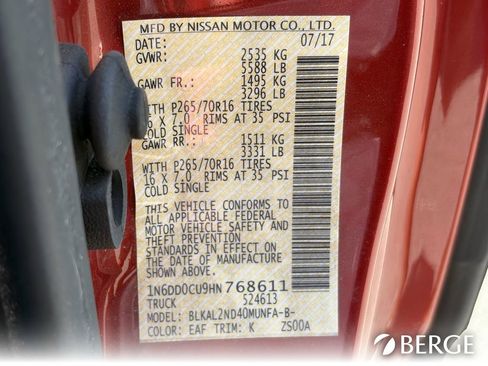 MFD BY NISSAN MOTOR CO., LTD.
DATE: 07/17
GVWR: 2535 KG
5588 LB
GAWR FR.: 1495 KG
3296 LB
WITH P265/70R16 TIRES
16 X 7.0 RIMS AT 35 PSI
COLD SINGLE
GAWR RR.: 1511 KG
3331 LB
WITH P265/70R16 TIRES
16 X 7.0 RIMS AT 35 PSI
COLD SINGLE
THIS VEHICLE CONFORMS TO
ALL APPLICABLE FEDERAL
MOTOR VEHICLE SAFETY AND
THEFT PREVENTION
STANDARDS IN EFFECT ON
THE DATE OF MANUFACTURE
SHOWN ABOVE.
1N6DD0CU9HN768611
TRUCK 524613
MODEL: BLKAL2ND40MUNFA-B-
COLOR: EAF TRIM: K ZS00A
BERGE